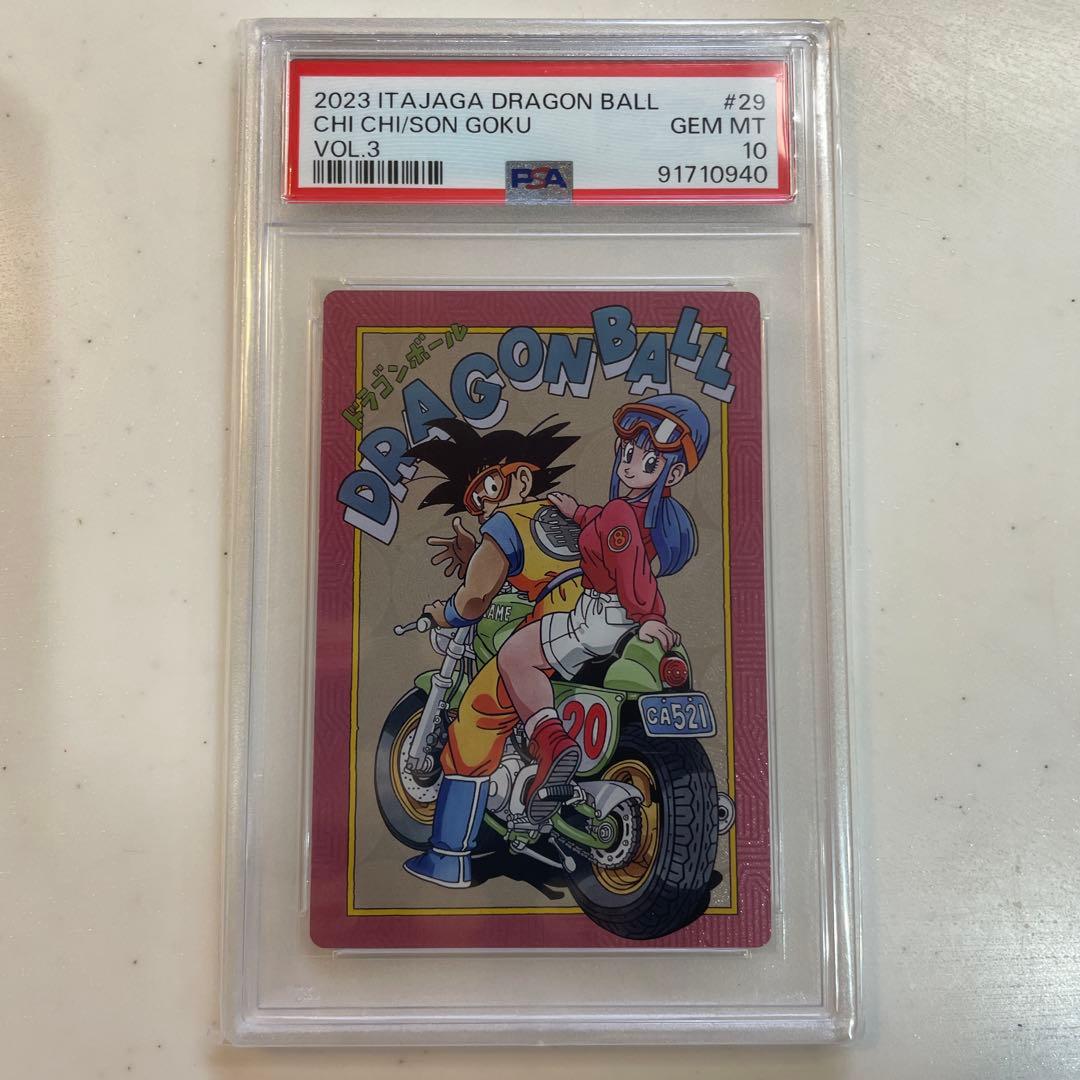 2023 ITAJAGA DRAGON BALL #29
CHI CHI/SON GOKU GEM MT
VOL.3 10
PSA 91710940
ドラゴンボール
DRAGON BALL
8
AME
20
CA521